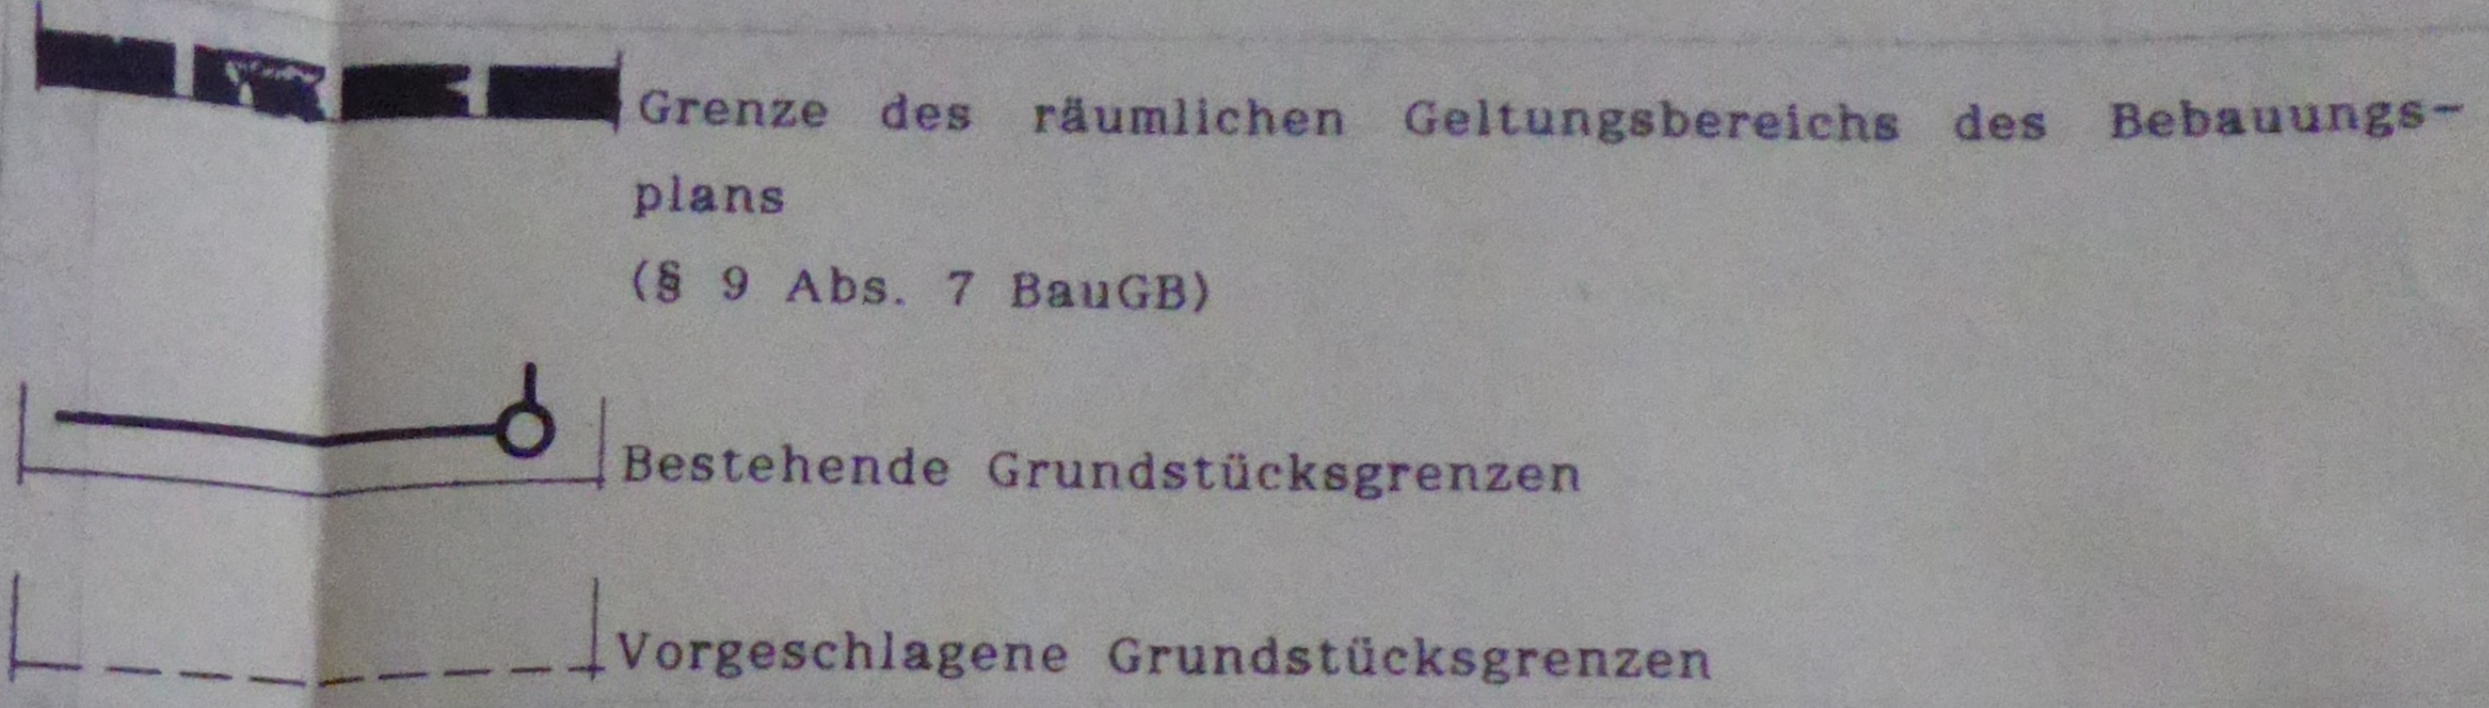 Grenze des räumlichen Geltungsbereichs des Bebauungs-
plans
(§ 9 Abs. 7 BauGB)
Bestehende Grundstücksgrenzen
Vorgeschlagene Grundstücksgrenzen